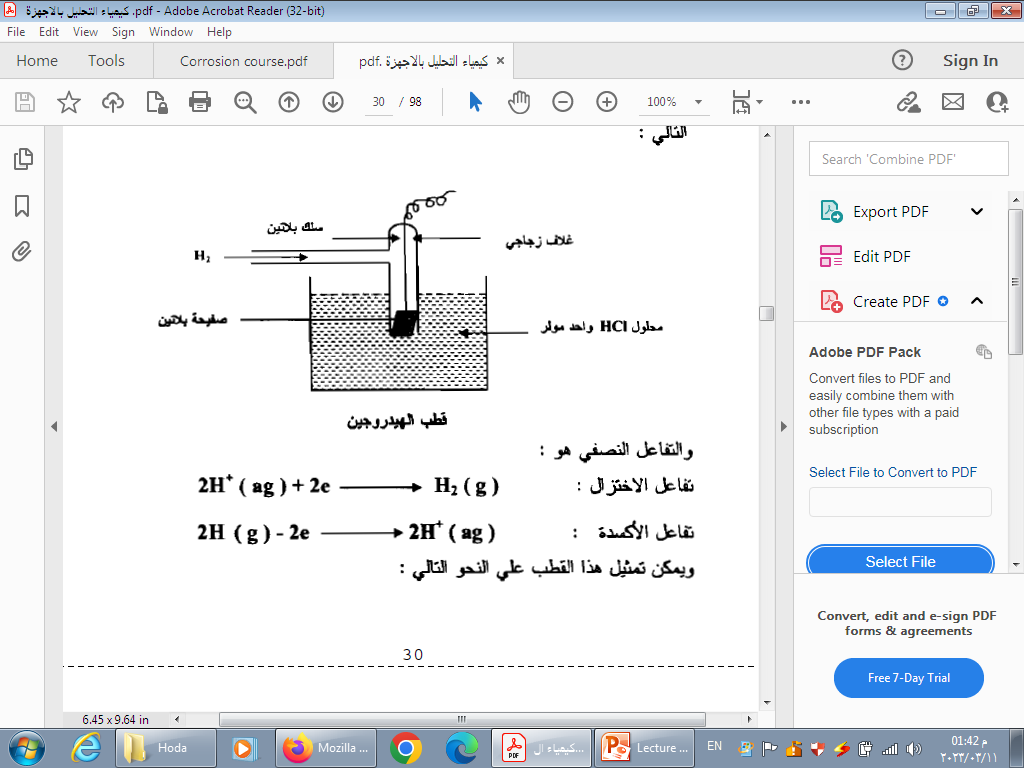 كيمياء التحليل بالاجهزة .pdf - Adobe Acrobat Reader (32-bit)
File Edit View Sign Window Help
Home Tools Corrosion course.pdf كيمياء التحليل بالاجهزة .pdf × ? Sign In
30 / 98 100%
التالي :
سلك بلاتين
غلاف زجاجي
H₂
صفيحة بلاتين
محلول HCl واحد مولر
قطب الهيدروجين
والتفاعل النصفي هو :
تفاعل الاختزال : 2H⁺ ( ag ) + 2e ⟶ H₂ ( g )
تفاعل الأكسدة : 2H ( g ) - 2e ⟶ 2H⁺ ( ag )
ويمكن تمثيل هذا القطب علي النحو التالي :
30
6.45 x 9.64 in
Search 'Combine PDF'
Export PDF
Edit PDF
Create PDF
Adobe PDF Pack
Convert files to PDF and
easily combine them with
other file types with a paid
subscription
Select File to Convert to PDF
Select File
Convert, edit and e-sign PDF
forms & agreements
Free 7-Day Trial
Hoda Mozilla ... كيمياء ال... Lecture ... EN 01:42 م
٢٠٢٣/٠٣/١١